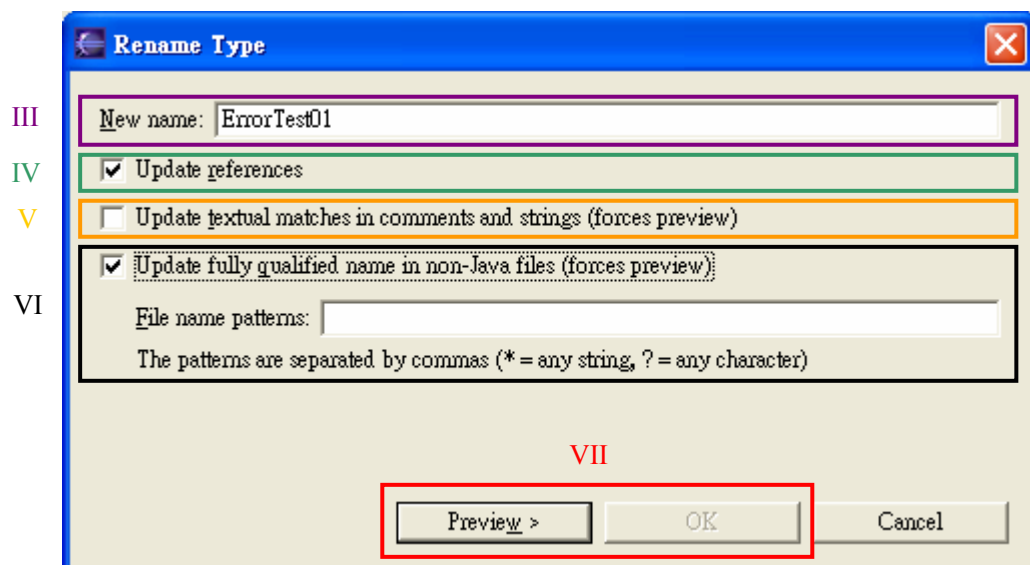 Rename Type
III New name: ErrorTest01
IV Update references
V Update textual matches in comments and strings (forces preview)
Update fully qualified name in non-Java files (forces preview)
VI
File name patterns:
The patterns are separated by commas (* = any string, ? = any character)
VII
Preview > OK Cancel